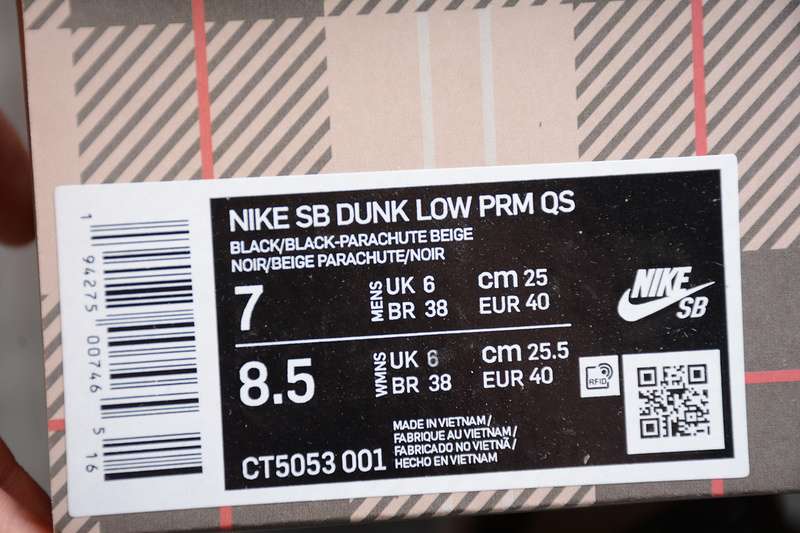 NIKE SB DUNK LOW PRM QS
BLACK/BLACK-PARACHUTE BEIGE
NOIR/BEIGE PARACHUTE/NOIR
7
MENS
UK 6
BR 38
cm 25
EUR 40
8.5
WMNS
UK 6
BR 38
cm 25.5
EUR 40
CT5053 001
MADE IN VIETNAM/
FABRIQUE AU VIETNAM/
FABRICADO NO VIETNÃ/
HECHO EN VIETNAM
NIKE
SB
RFID
1 94275 00746 5 16